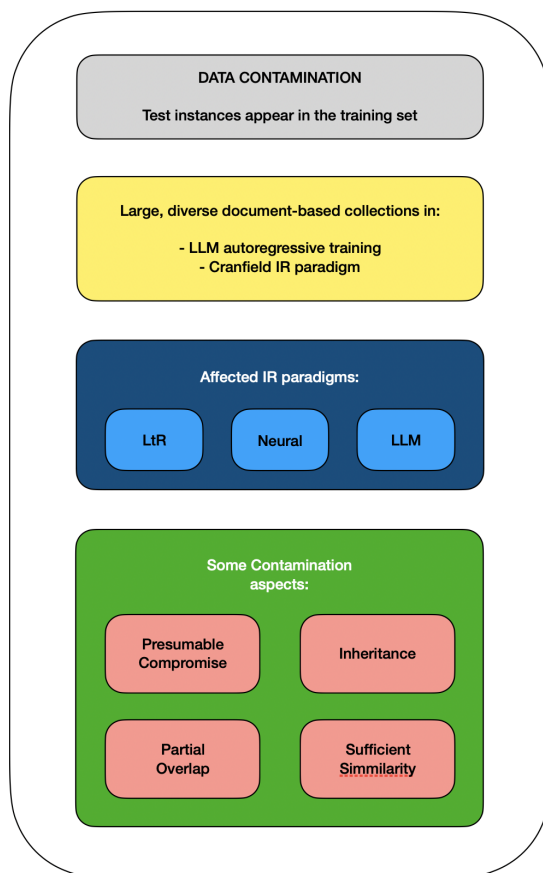 DATA CONTAMINATION
Test instances appear in the training set
Large, diverse document-based collections in:
- LLM autoregressive training
- Cranfield IR paradigm
Affected IR paradigms:
LtR
Neural
LLM
Some Contamination
aspects:
Presumable
Compromise
Inheritance
Partial
Overlap
Sufficient
Simmilarity